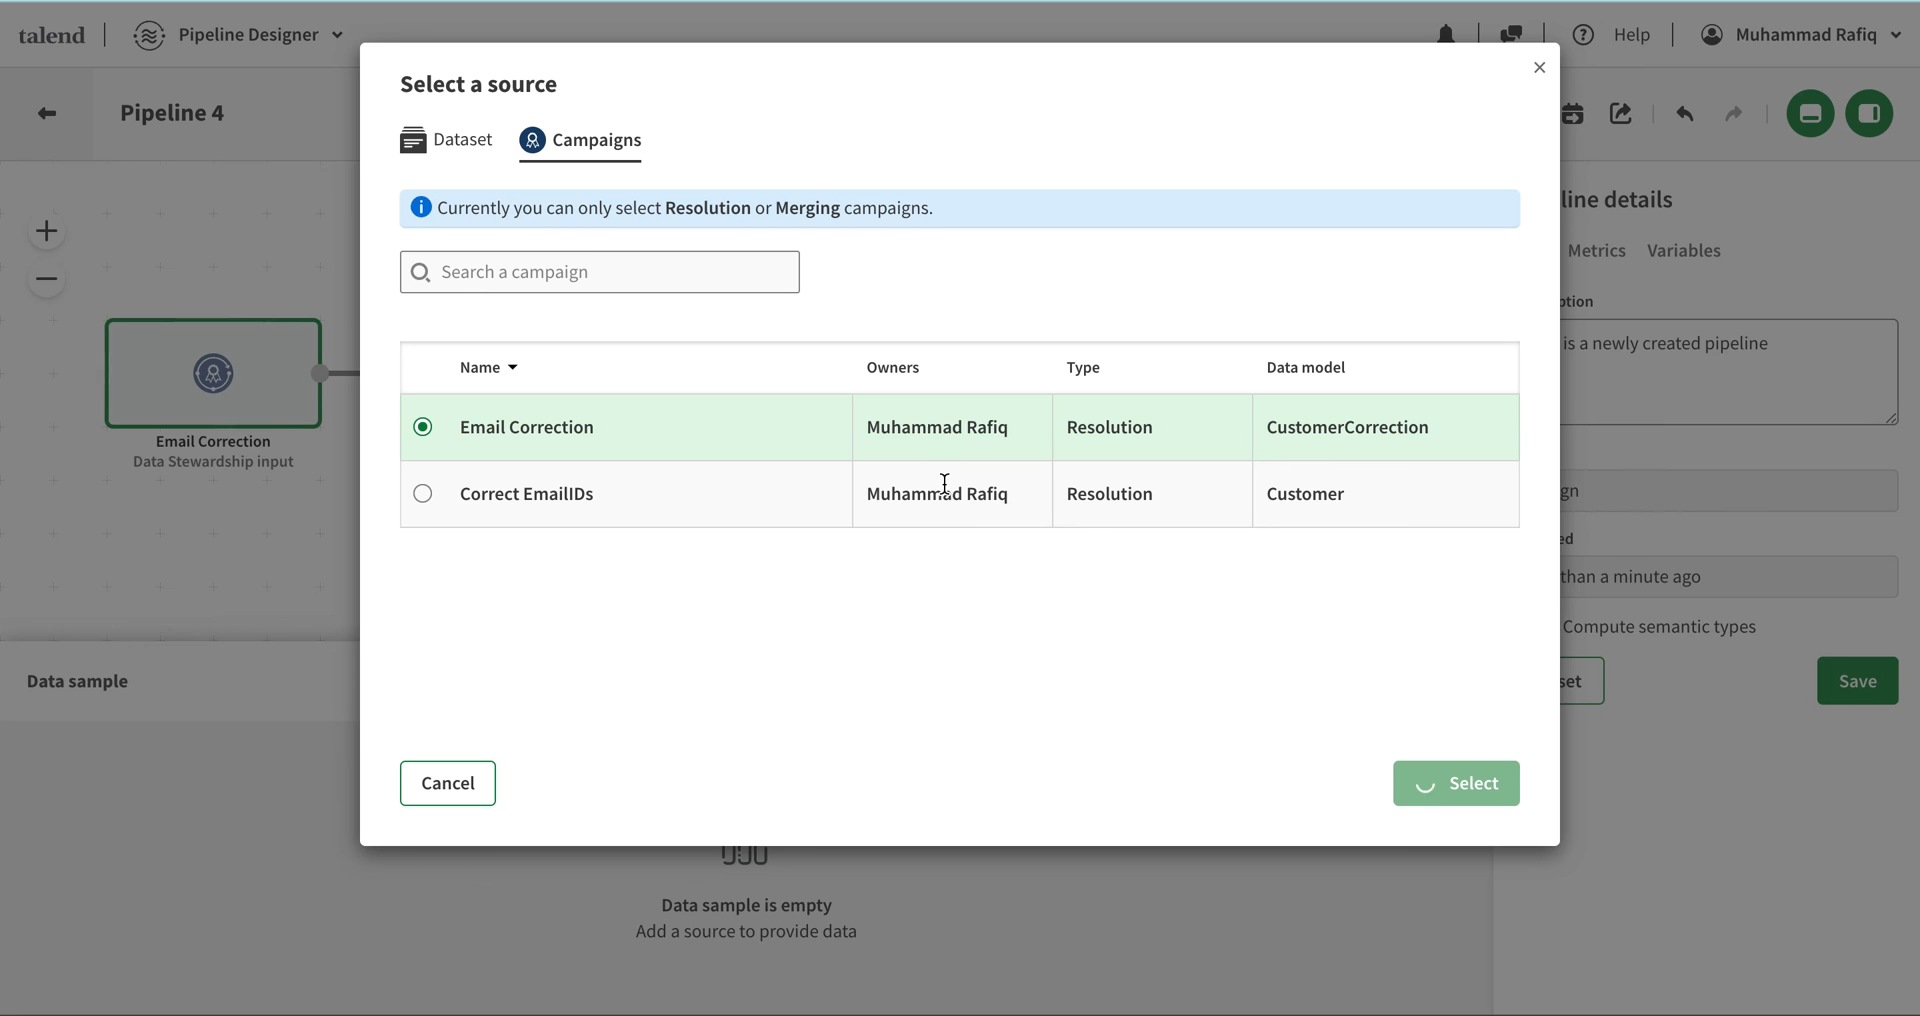 talend
Pipeline Designer
Help
Muhammad Rafiq
Pipeline 4
Select a source
Dataset
Campaigns
Currently you can only select Resolution or Merging campaigns.
Search a campaign
Name
Owners
Type
Data model
Email Correction
Muhammad Rafiq
Resolution
CustomerCorrection
Correct EmailIDs
Muhammad Rafiq
Resolution
Customer
Cancel
Select
Email Correction
Data Stewardship input
Data sample
Data sample is empty
Add a source to provide data
line details
Metrics
Variables
ption
is a newly created pipeline
gn
ed
than a minute ago
Compute semantic types
set
Save